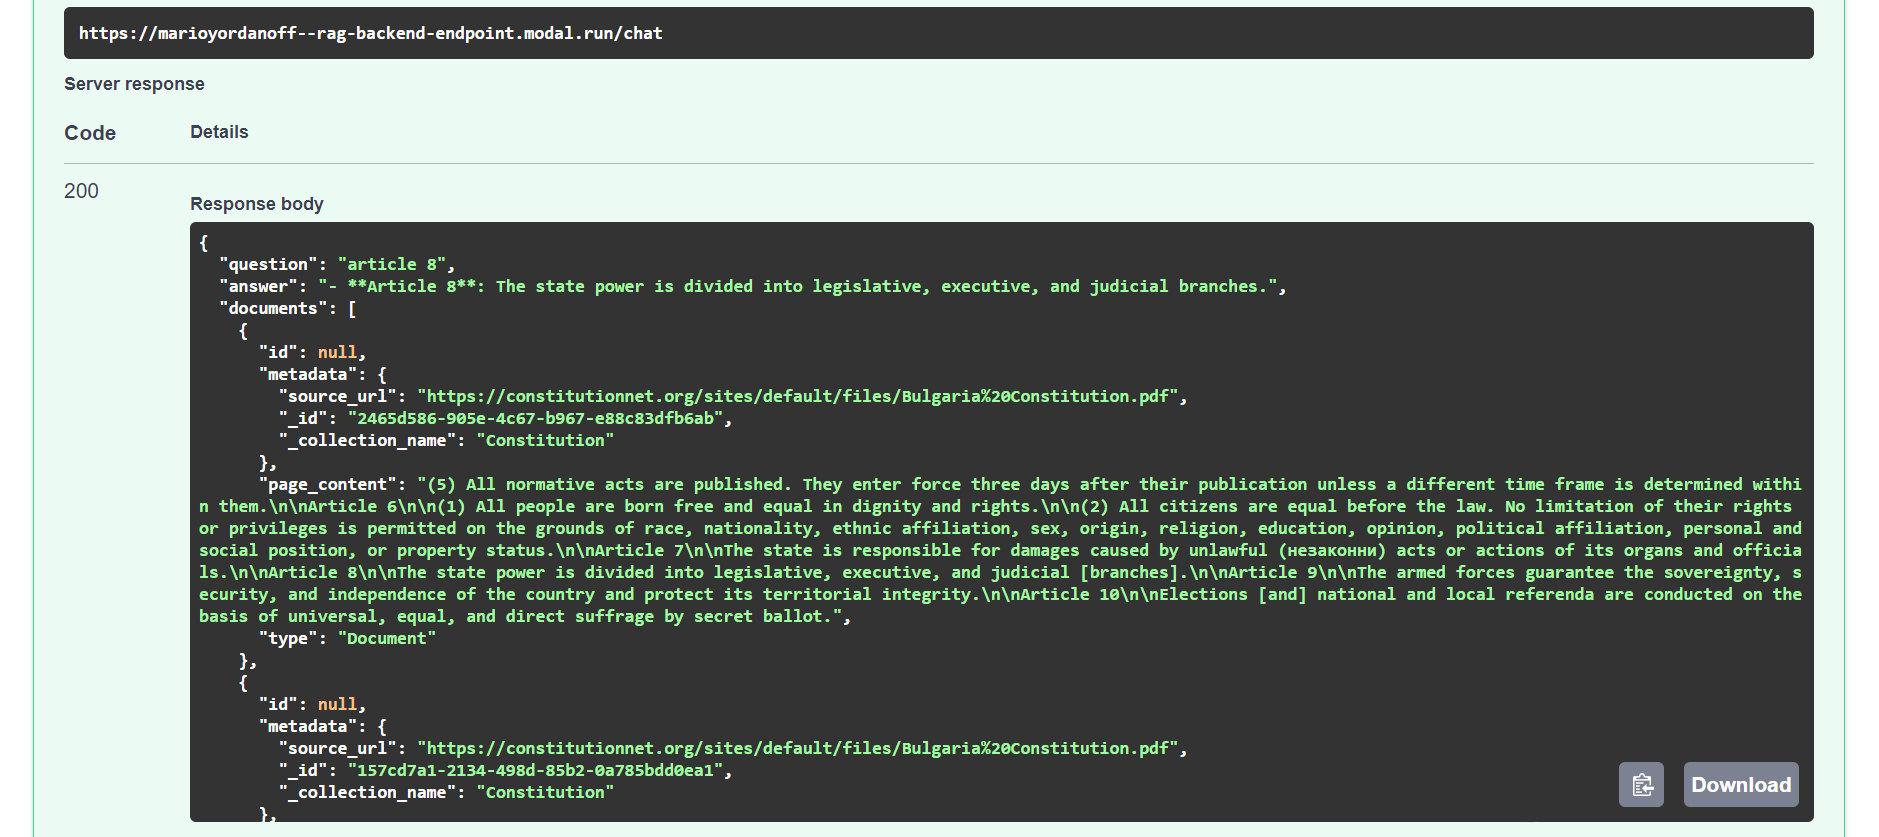 https://marioyordanoff--rag-backend-endpoint.modal.run/chat
Server response
Code Details
200
Response body
{
"question": "article 8",
"answer": "- **Article 8**: The state power is divided into legislative, executive, and judicial branches.",
"documents": [
{
"id": null,
"metadata": {
"source_url": "https://constitutionnet.org/sites/default/files/Bulgaria%20Constitution.pdf",
"_id": "2465d586-905e-4c67-b967-e88c83dfb6ab",
"_collection_name": "Constitution"
},
"page_content": "(5) All normative acts are published. They enter force three days after their publication unless a different time frame is determined withi
n them.\n\nArticle 6\n\n(1) All people are born free and equal in dignity and rights.\n\n(2) All citizens are equal before the law. No limitation of their rights
or privileges is permitted on the grounds of race, nationality, ethnic affiliation, sex, origin, religion, education, opinion, political affiliation, personal and
social position, or property status.\n\nArticle 7\n\nThe state is responsible for damages caused by unlawful (незаконни) acts or actions of its organs and officia
ls.\n\nArticle 8\n\nThe state power is divided into legislative, executive, and judicial [branches].\n\nArticle 9\n\nThe armed forces guarantee the sovereignty, s
ecurity, and independence of the country and protect its territorial integrity.\n\nArticle 10\n\nElections [and] national and local referenda are conducted on the
basis of universal, equal, and direct suffrage by secret ballot.",
"type": "Document"
},
{
"id": null,
"metadata": {
"source_url": "https://constitutionnet.org/sites/default/files/Bulgaria%20Constitution.pdf",
"_id": "157cd7a1-2134-498d-85b2-0a785bdd0ea1",
"_collection_name": "Constitution"
},
Download